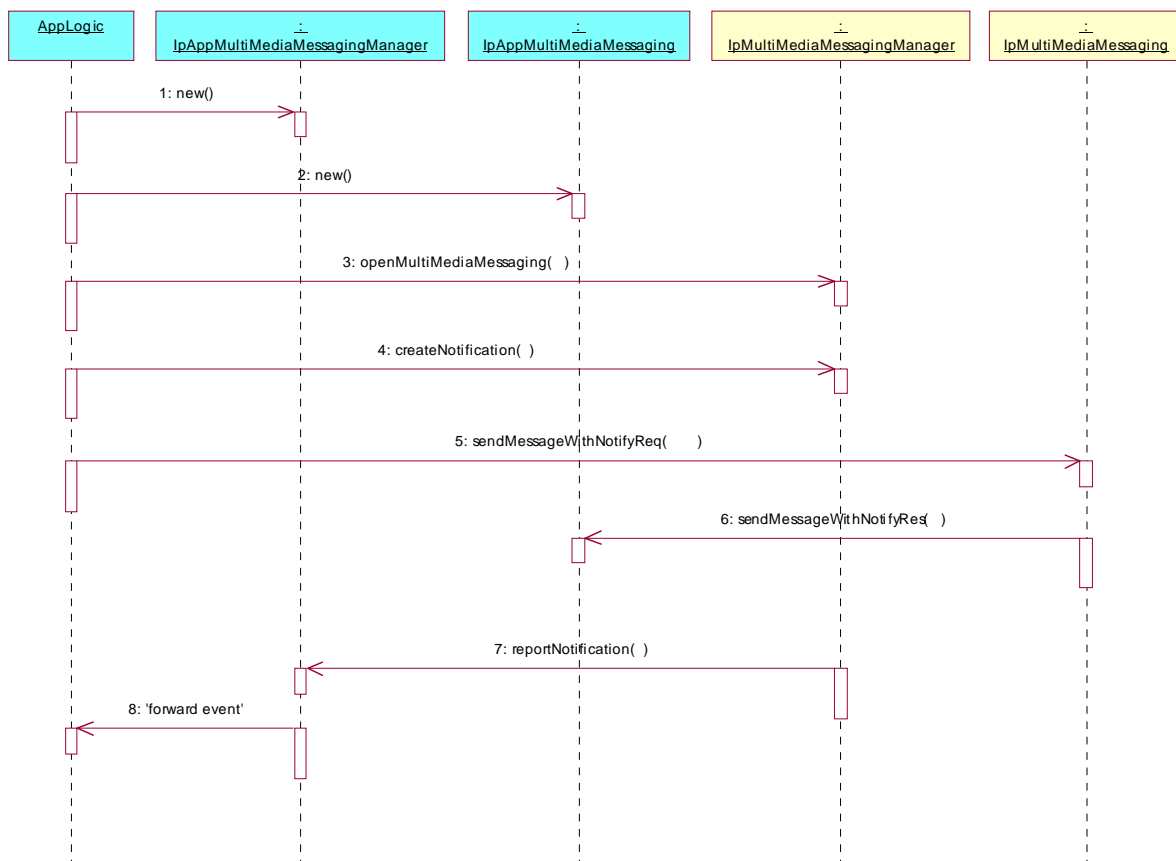 AppLogic
:
IpAppMultiMediaMessagingManager
:
IpAppMultiMediaMessaging
:
IpMultiMediaMessagingManager
:
IpMultiMediaMessaging
1: new()
2: new()
3: openMultiMediaMessaging( )
4: createNotification( )
5: sendMessageWithNotifyReq( )
6: sendMessageWithNotifyRes( )
7: reportNotification( )
8: 'forward event'